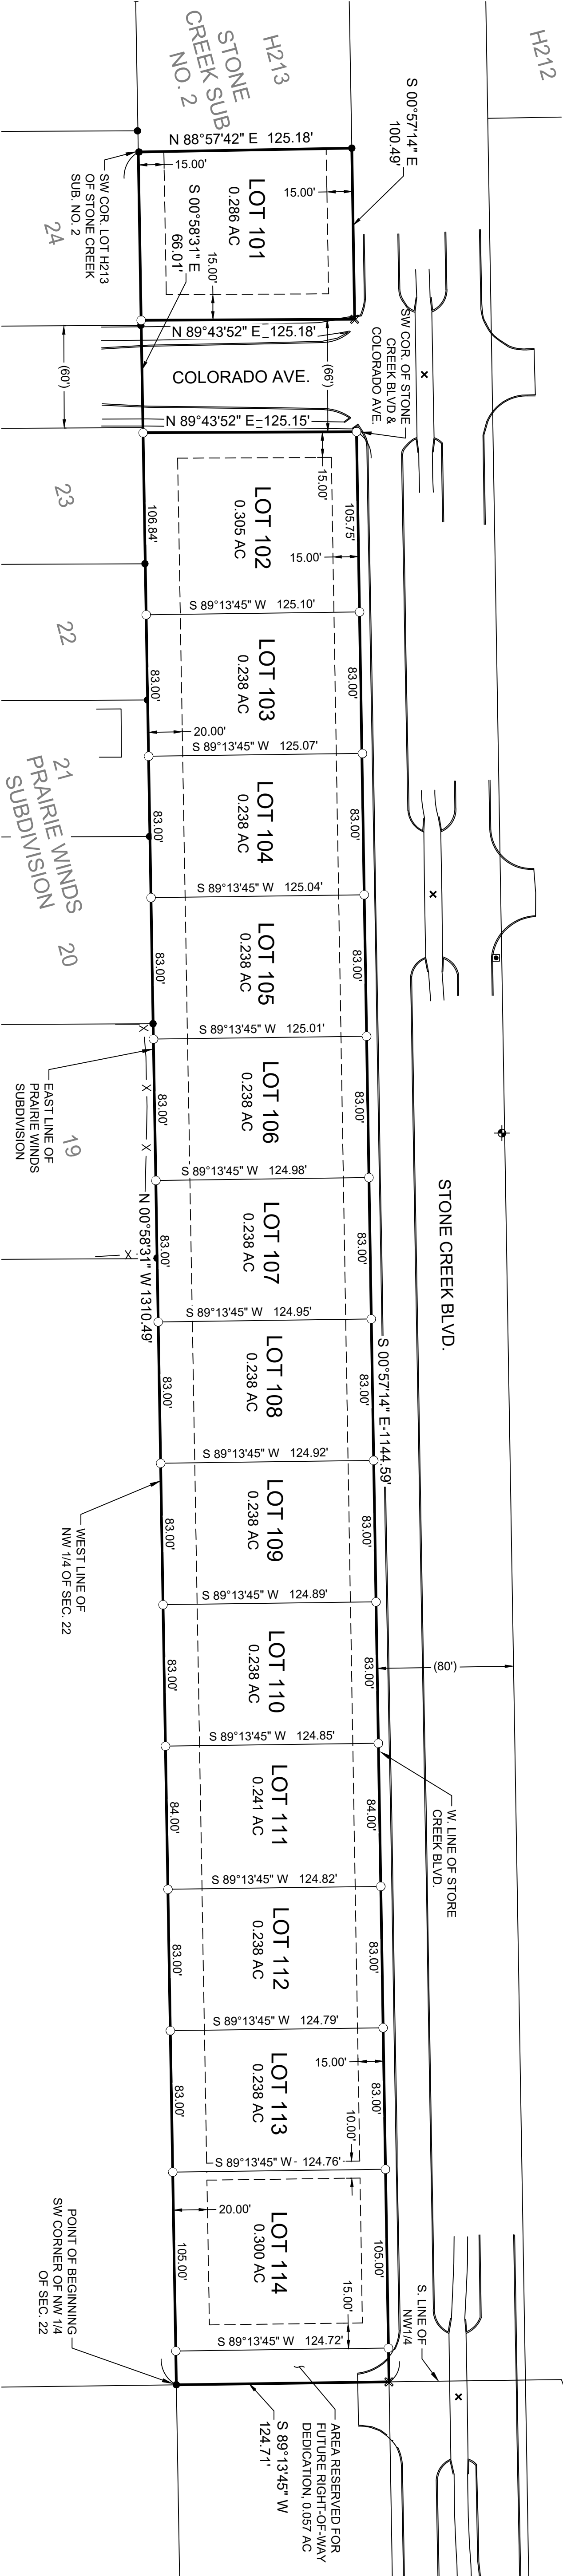 H212
H213
STONE
CREEK SUB
NO. 2
S 00°57'14" E
100.49'
N 88°57'42" E 125.18'
15.00'
15.00'
LOT 101
0.286 AC
S 00°58'31" E
66.01'
15.00'
SW COR. LOT H213
OF STONE CREEK
SUB. NO. 2
24
N 89°43'52" E 125.18'
(60')
COLORADO AVE.
(66')
SW COR. OF STONE
CREEK BLVD &
COLORADO AVE.
N 89°43'52" E 125.15'
15.00'
23
106.84'
LOT 102
0.305 AC
105.75'
15.00'
S 89°13'45" W 125.10'
22
83.00'
LOT 103
0.238 AC
83.00'
20.00'
S 89°13'45" W 125.07'
21
PRAIRIE WINDS
SUBDIVISION
83.00'
LOT 104
0.238 AC
83.00'
S 89°13'45" W 125.04'
20
83.00'
LOT 105
0.238 AC
83.00'
S 89°13'45" W 125.01'
X
X
X
X
EAST LINE OF
PRAIRIE WINDS
SUBDIVISION
19
83.00'
LOT 106
0.238 AC
83.00'
S 89°13'45" W 124.98'
STONE CREEK BLVD.
N 00°58'31" W 1310.49'
83.00'
LOT 107
0.238 AC
83.00'
S 89°13'45" W 124.95'
S 00°57'14" E 1144.59'
83.00'
LOT 108
0.238 AC
83.00'
S 89°13'45" W 124.92'
WEST LINE OF
NW 1/4 OF SEC. 22
83.00'
LOT 109
0.238 AC
83.00'
S 89°13'45" W 124.89'
83.00'
LOT 110
0.238 AC
83.00'
(80')
S 89°13'45" W 124.85'
W. LINE OF STORE
CREEK BLVD.
84.00'
LOT 111
0.241 AC
84.00'
S 89°13'45" W 124.82'
83.00'
LOT 112
0.238 AC
83.00'
S 89°13'45" W 124.79'
83.00'
LOT 113
0.238 AC
15.00'
83.00'
10.00'
S 89°13'45" W 124.76'
20.00'
105.00'
LOT 114
0.300 AC
105.00'
15.00'
S 89°13'45" W 124.72'
S. LINE OF
NW1/4
POINT OF BEGINNING
SW CORNER OF NW 1/4
OF SEC. 22
S 89°13'45" W
124.71'
AREA RESERVED FOR
FUTURE RIGHT-OF-WAY
DEDICATION, 0.057 AC